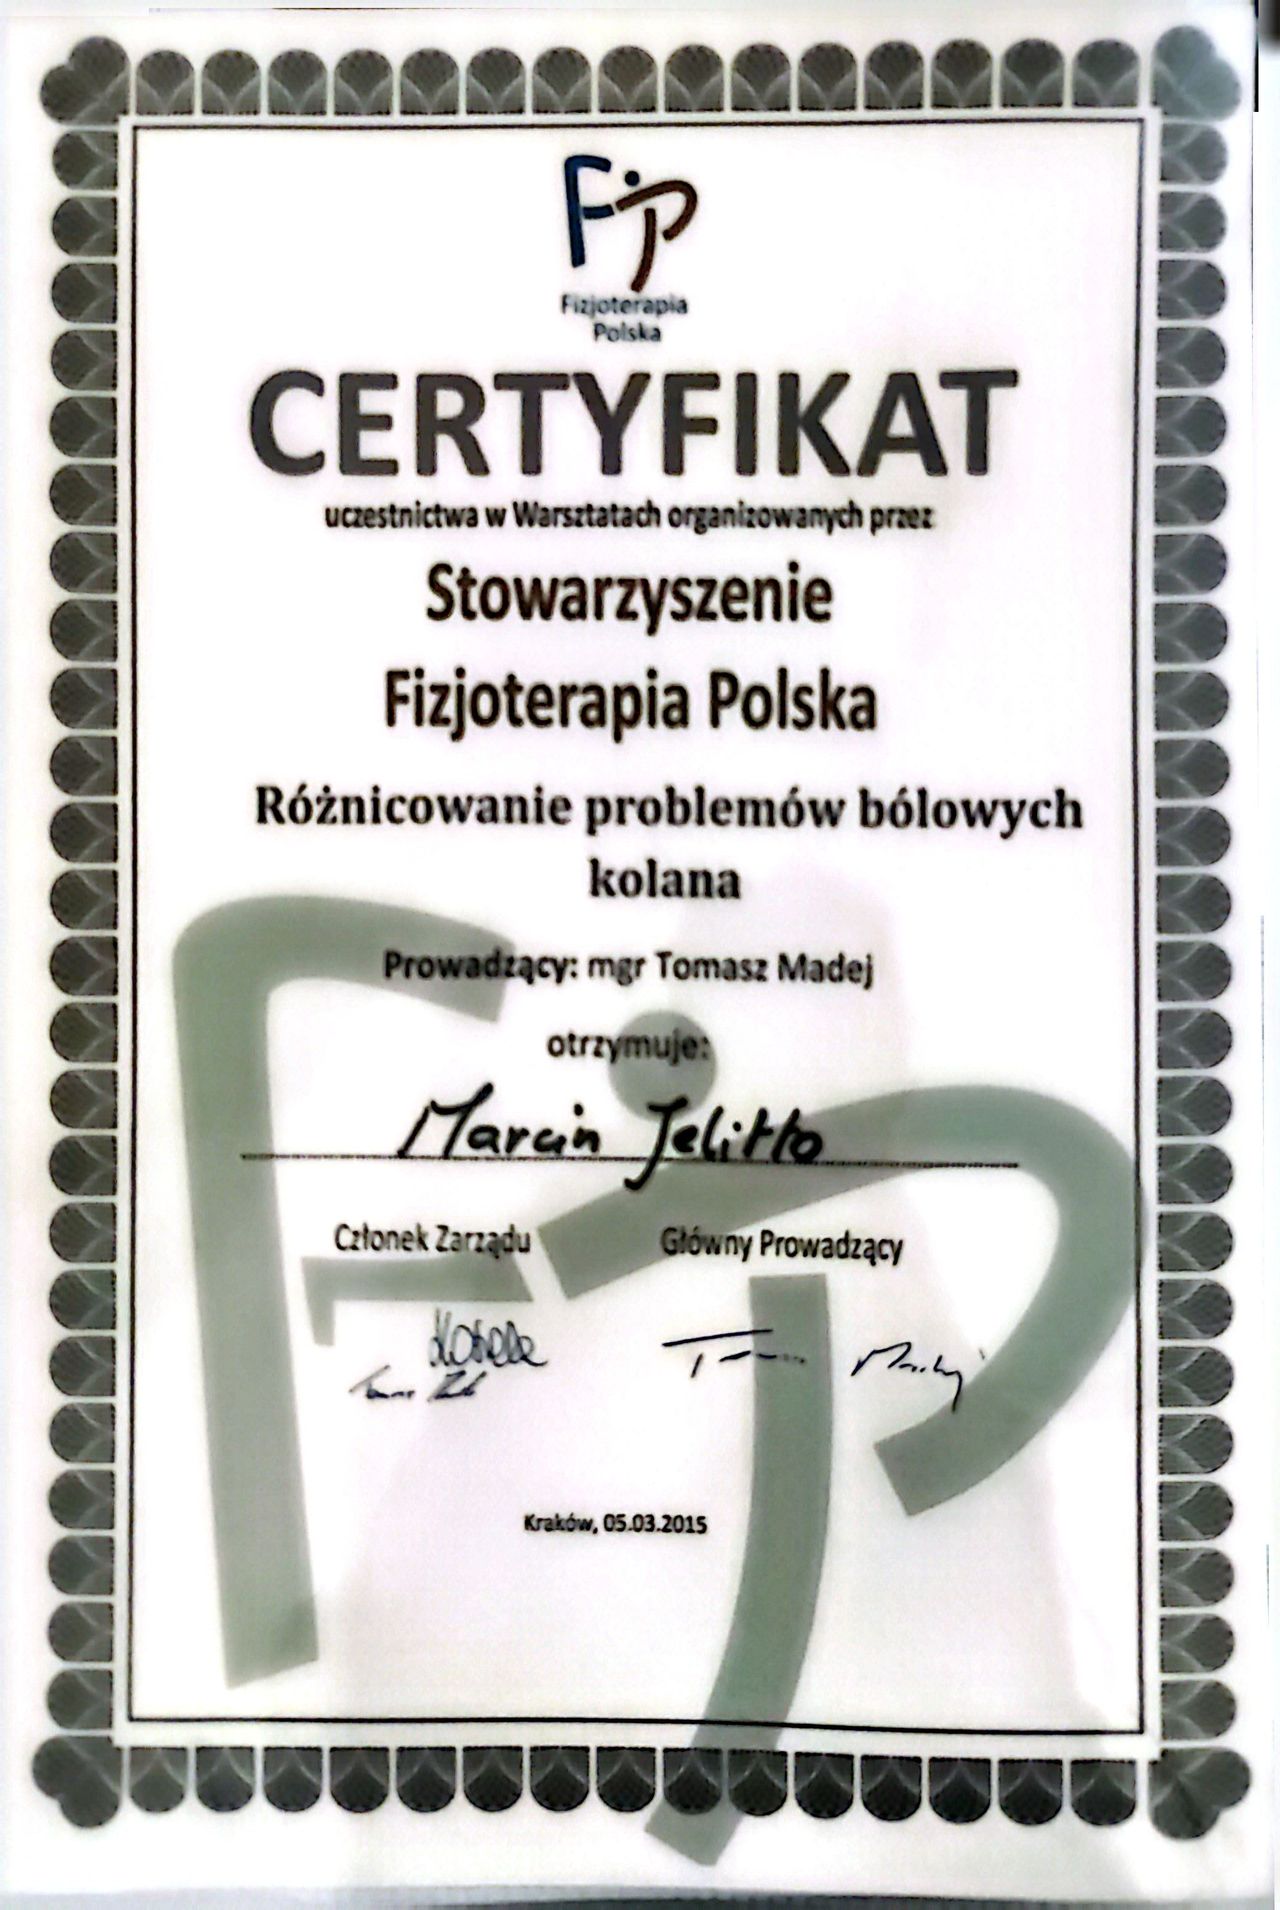 FiP
Fizjoterapia
Polska
CERTYFIKAT
uczestnictwa w Warsztatach organizowanych przez
Stowarzyszenie
Fizjoterapia Polska
Różnicowanie problemów bólowych
kolana
Prowadzący: mgr Tomasz Madej
otrzymuje:
Marcin Jelitto
Członek Zarządu Główny Prowadzący
Kraków, 05.03.2015